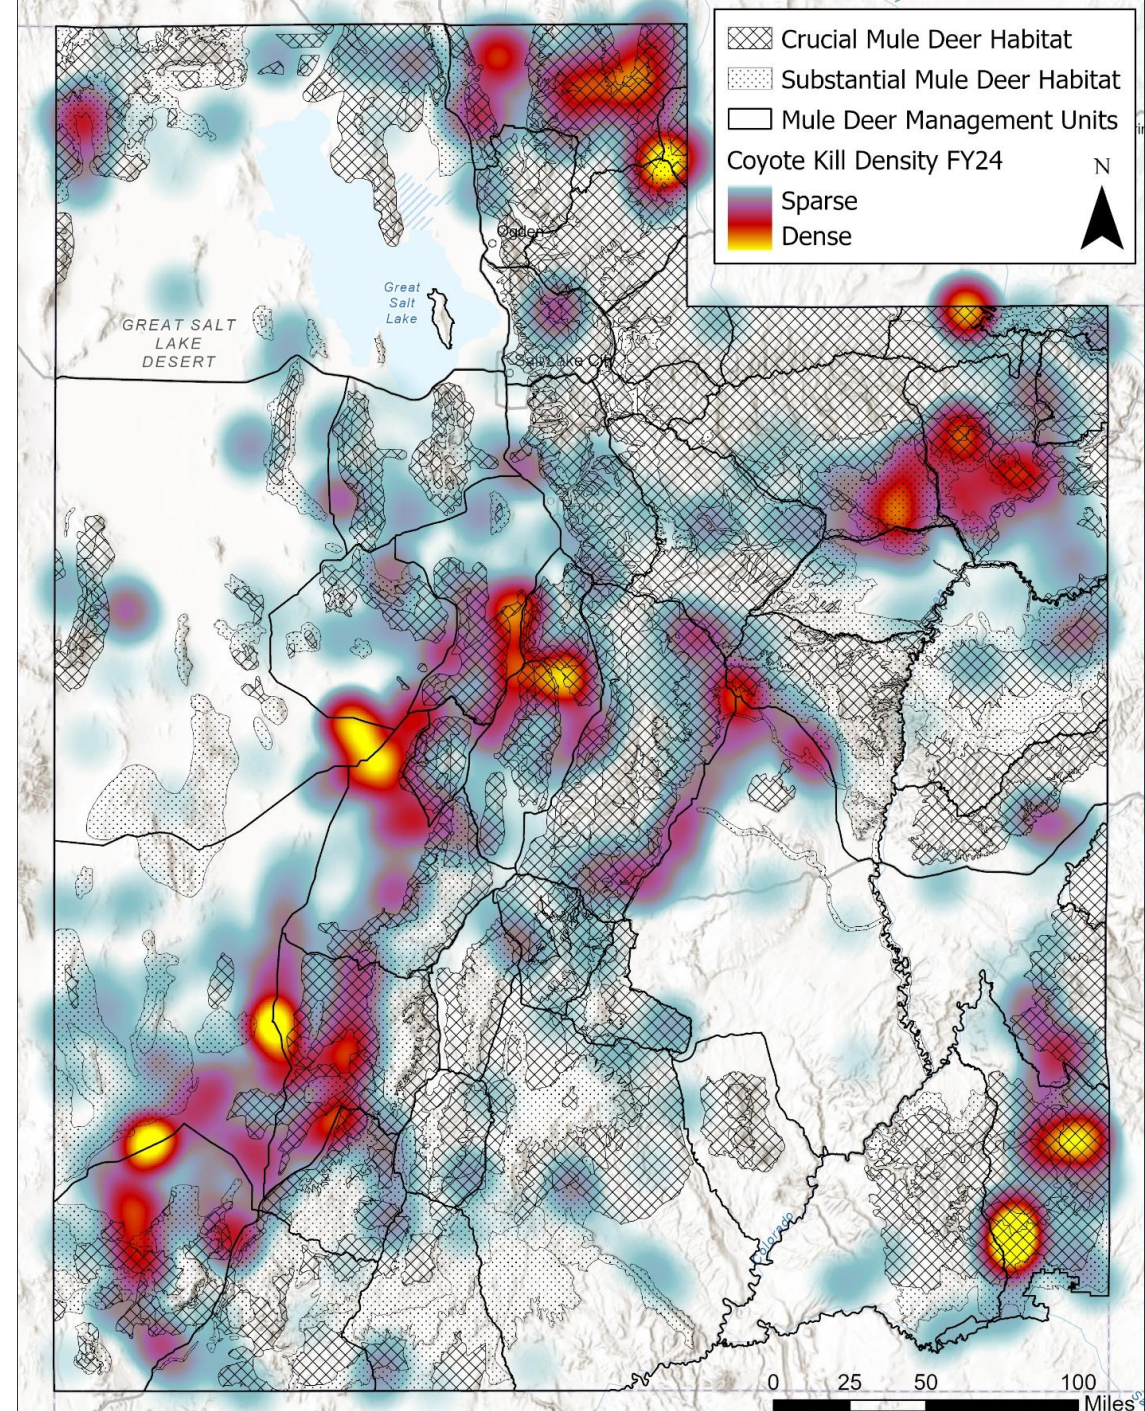 Crucial Mule Deer Habitat
Substantial Mule Deer Habitat
Mule Deer Management Units
Coyote Kill Density FY24
Sparse
Dense
N
Ogden
Great
Salt
Lake
GREAT SALT
LAKE
DESERT
Salt Lake City
Colorado
0 25 50 100
Miles